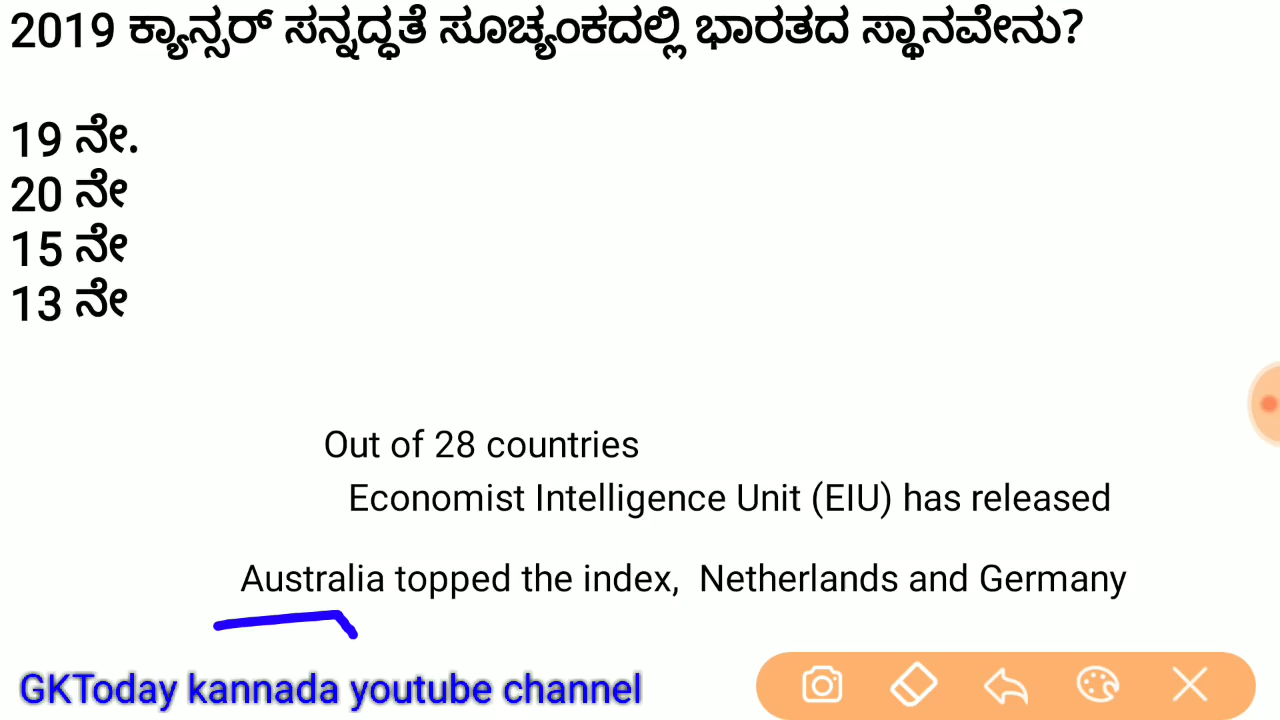 2019 ಕ್ಯಾನ್ಸರ್ ಸನ್ನದ್ಧತೆ ಸೂಚ್ಯಂಕದಲ್ಲಿ ಭಾರತದ ಸ್ಥಾನವೇನು?
19 ನೇ.
20 ನೇ
15 ನೇ
13 ನೇ
Out of 28 countries
Economist Intelligence Unit (EIU) has released
Australia topped the index, Netherlands and Germany
GKToday kannada youtube channel